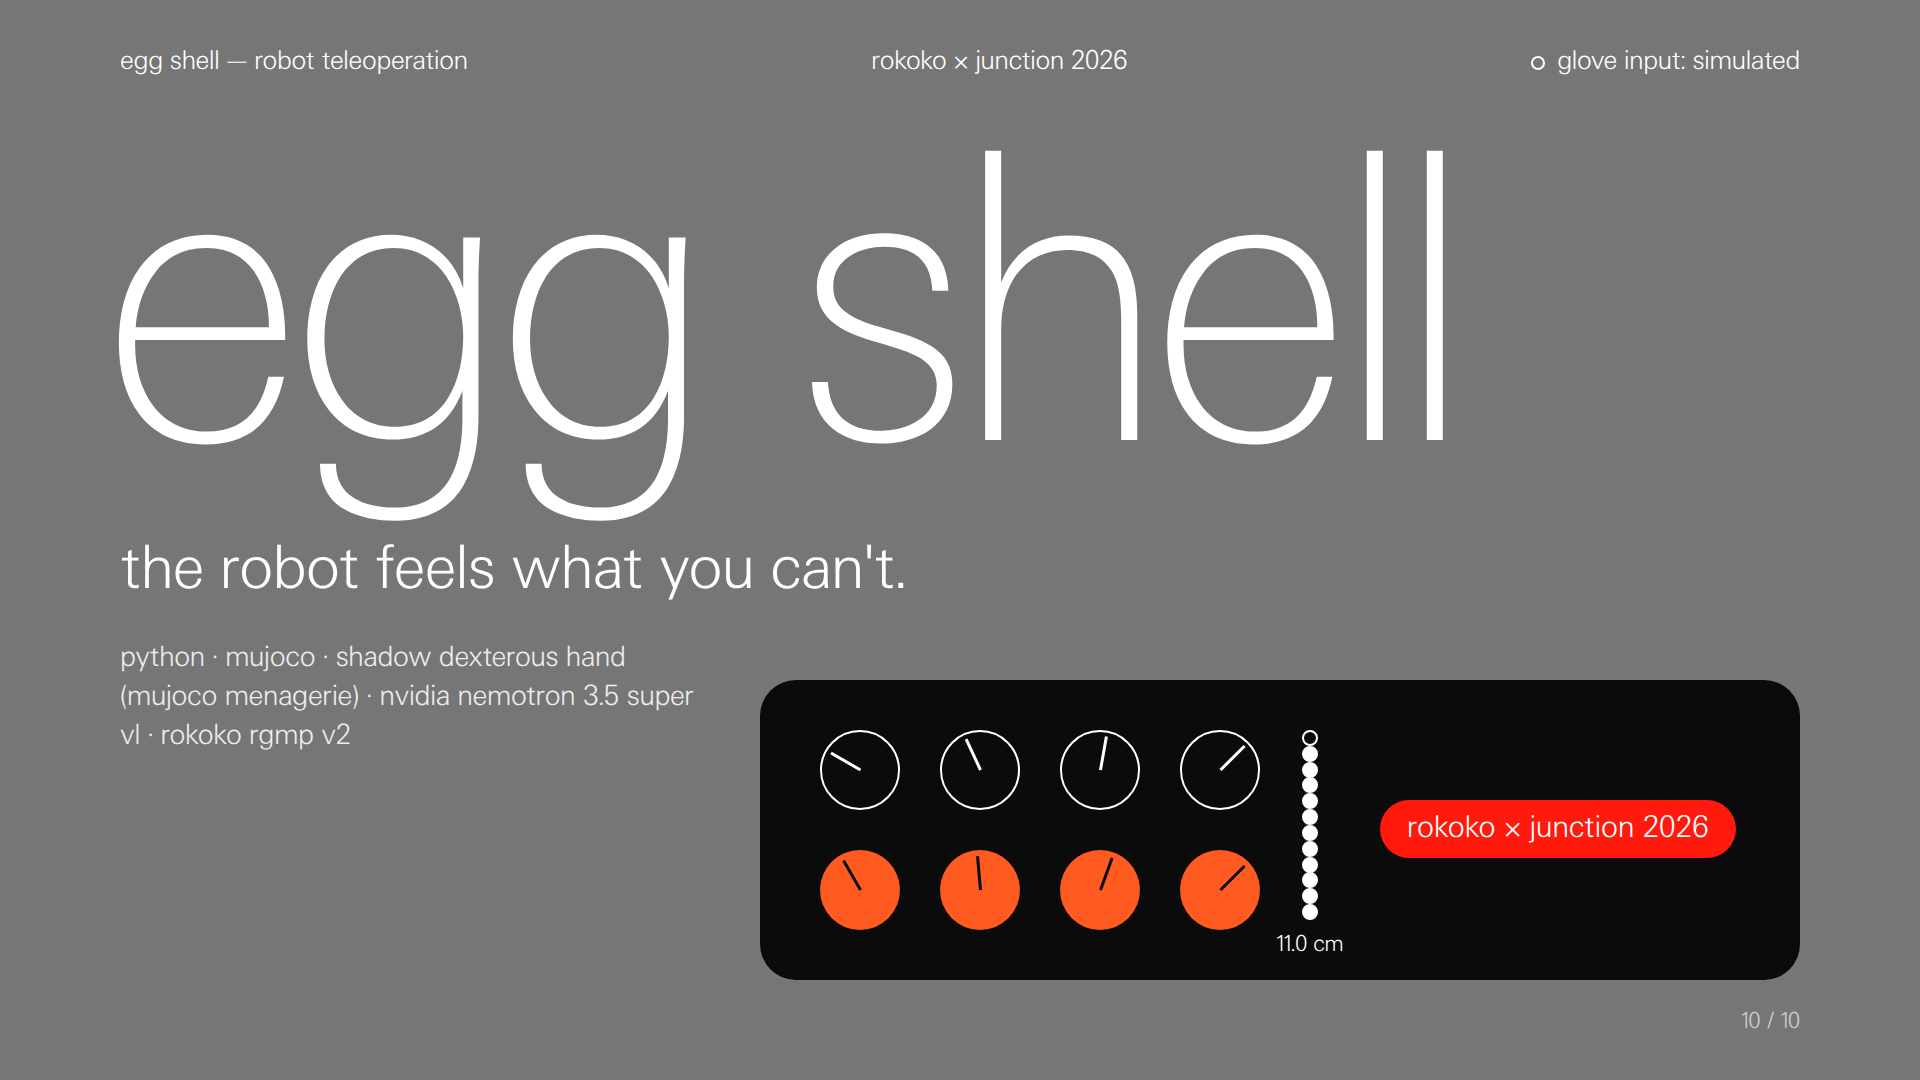 egg shell — robot teleoperation
rokoko × junction 2026
glove input: simulated
egg shell
the robot feels what you can't.
python · mujoco · shadow dexterous hand
(mujoco menagerie) · nvidia nemotron 3.5 super
vl · rokoko rgmp v2
rokoko × junction 2026
11.0 cm
10 / 10